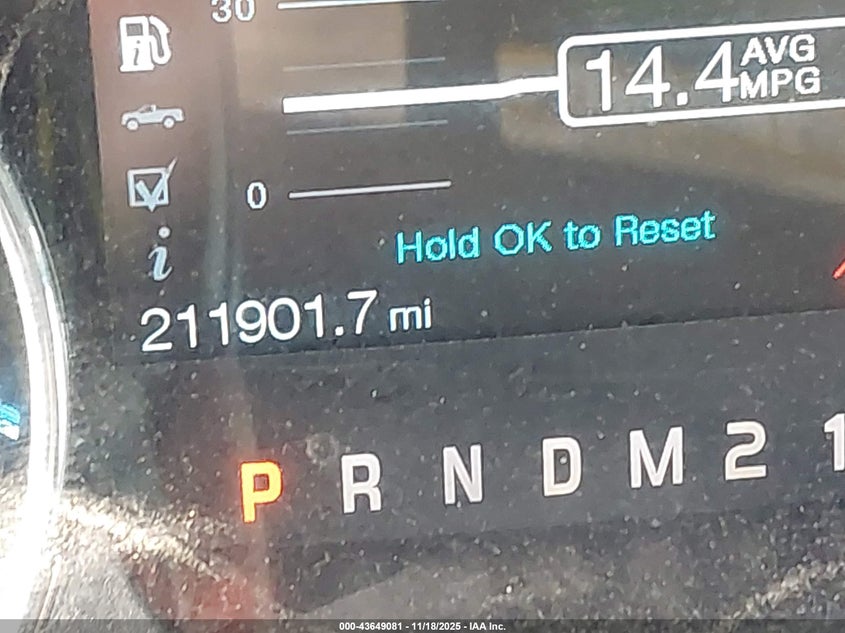 30
14.4 AVG MPG
0
Hold OK to Reset
i
211901.7 mi
P R N D M 2 1
000-43649081 - 11/18/2025 - IAA Inc.